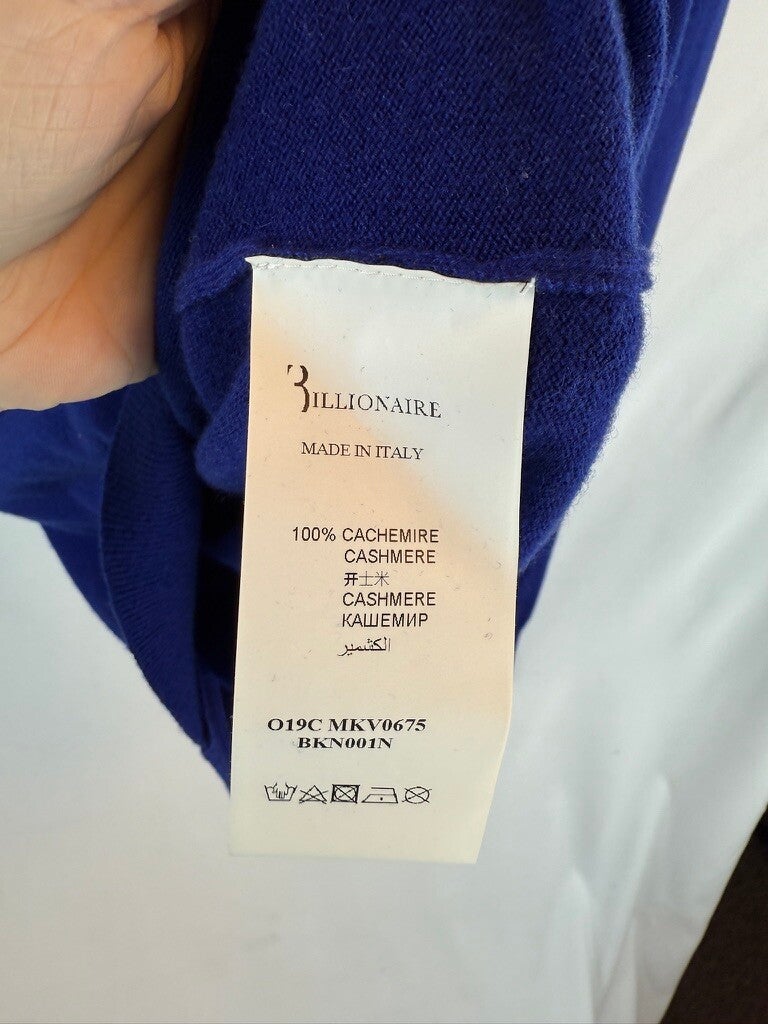 BILLIONAIRE
MADE IN ITALY
100% CACHEMIRE
CASHMERE
开士米
CASHMERE
КАШЕМИР
الكشمير
O19C MKV0675
BKN001N